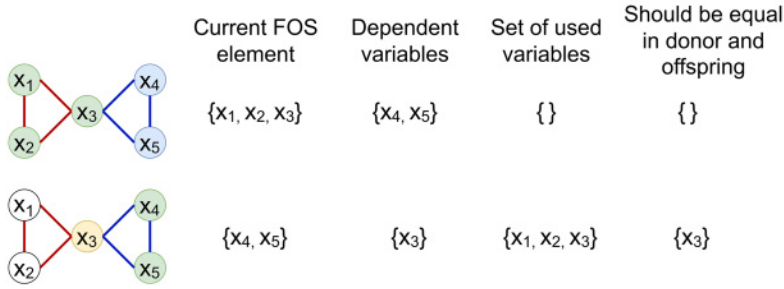 Current FOS element
Dependent variables
Set of used variables
Should be equal in donor and offspring
x1
x2
x3
x4
x5
{x1, x2, x3}
{x4, x5}
{ }
{ }
x1
x2
x3
x4
x5
{x4, x5}
{x3}
{x1, x2, x3}
{x3}